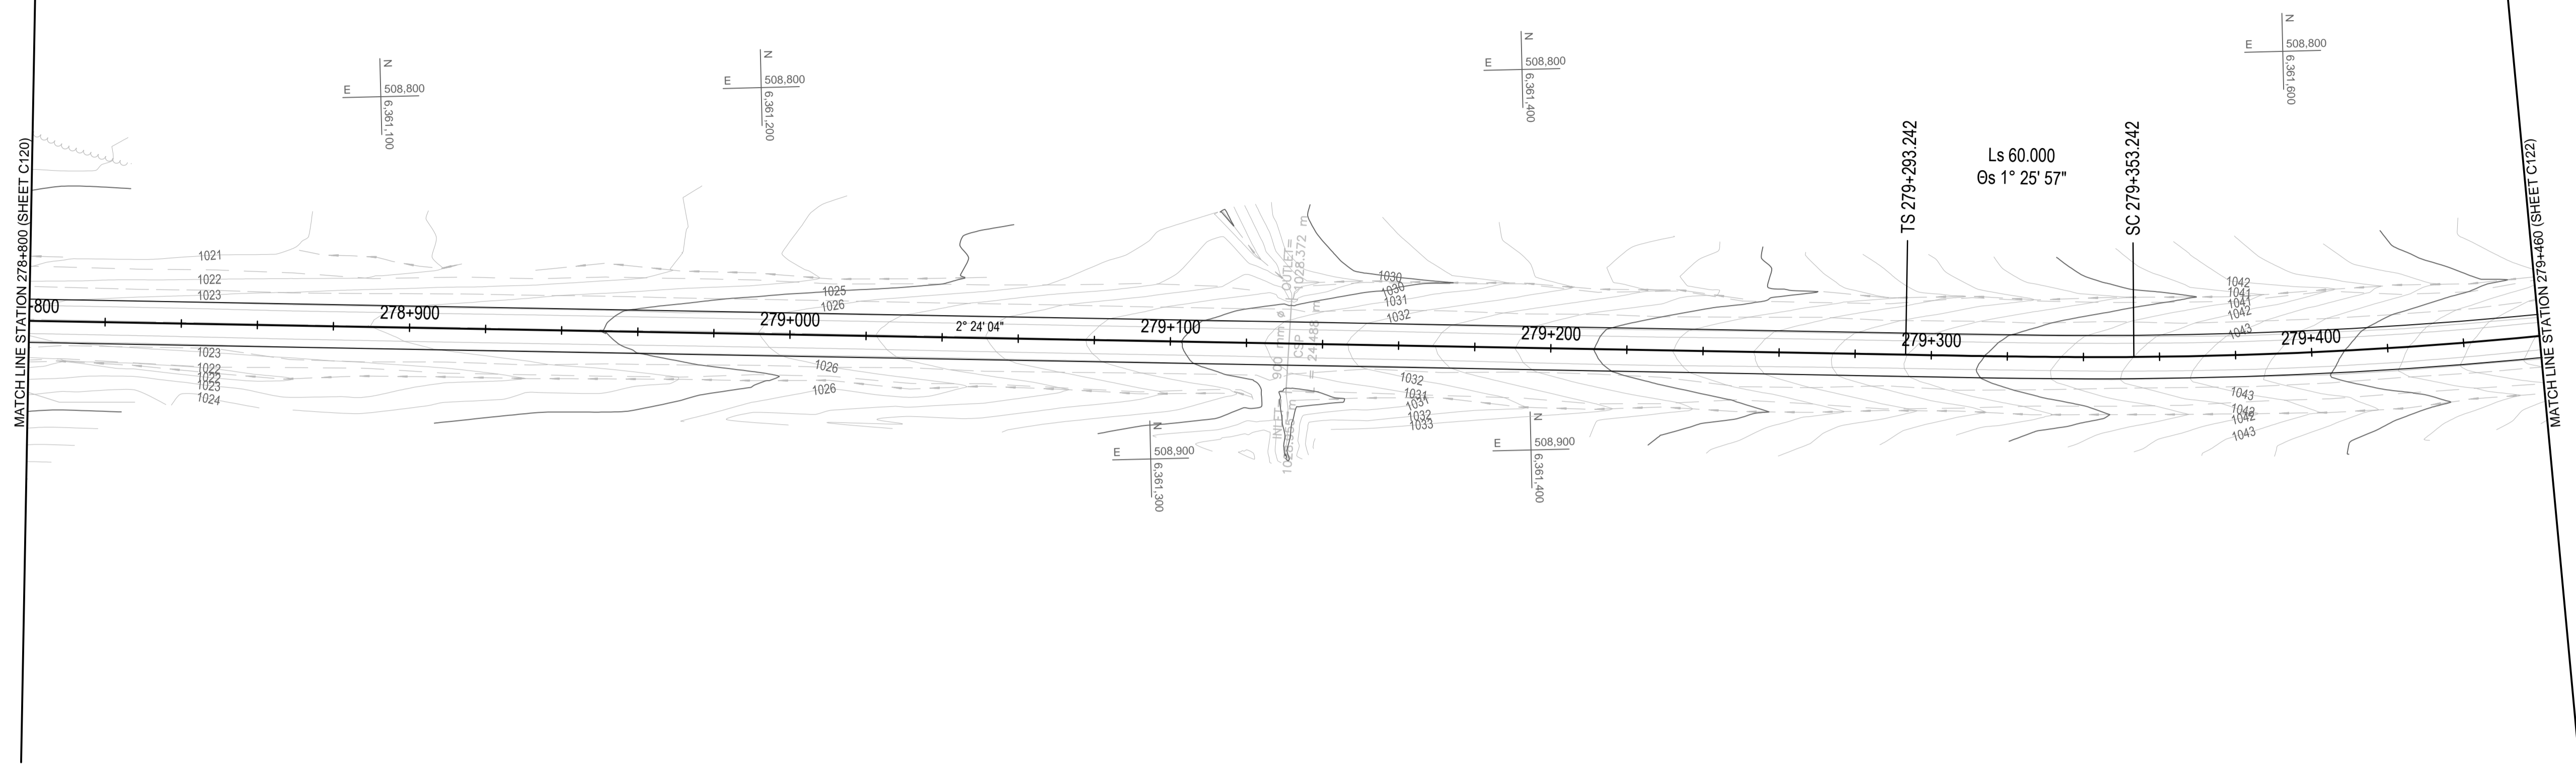 MATCH LINE STATION 278+800 (SHEET C120)
N
E 508,800
6,361,100
N
E 508,800
6,361,200
N
E 508,800
6,361,400
N
E 508,800
6,361,600
TS 279+293.242
Ls 60.000
Θs 1° 25' 57"
SC 279+353.242
MATCH LINE STATION 279+460 (SHEET C122)
1021
1022
1023
1025
1026
1030
1030
1031
1032
1042
1041
1041
1042
1043
+800
278+900
279+000
2° 24' 04"
279+100
279+200
279+300
279+400
OUTLET=
1028.372 m
900 mm ø
CSP
L = 24.488 m
INLET
1023
1022
1022
1023
1024
1026
1026
1032
1031
1031
1032
1033
1043
1042
1042
1043
N
E 508,900
6,361,300
N
E 508,900
6,361,400